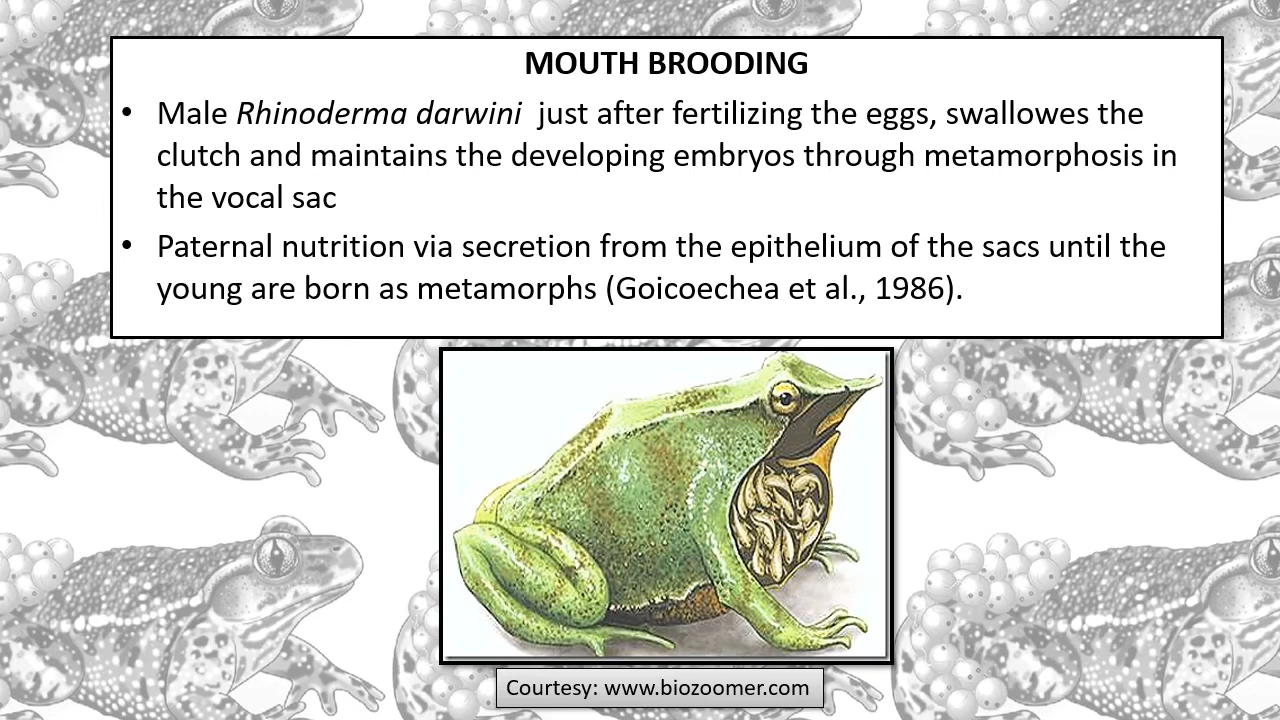 MOUTH BROODING
• Male Rhinoderma darwini just after fertilizing the eggs, swallowes the
clutch and maintains the developing embryos through metamorphosis in
the vocal sac
• Paternal nutrition via secretion from the epithelium of the sacs until the
young are born as metamorphs (Goicoechea et al., 1986).
Courtesy: www.biozoomer.com